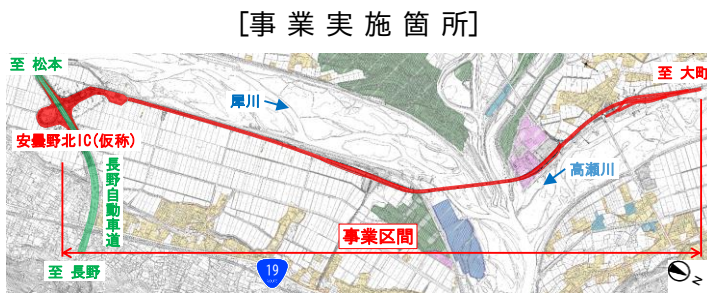 [事業実施箇所]
至 松本
至 大町
犀川
安曇野北IC(仮称)
高瀬川
長野自動車道
事業区間
至 長野
19
N